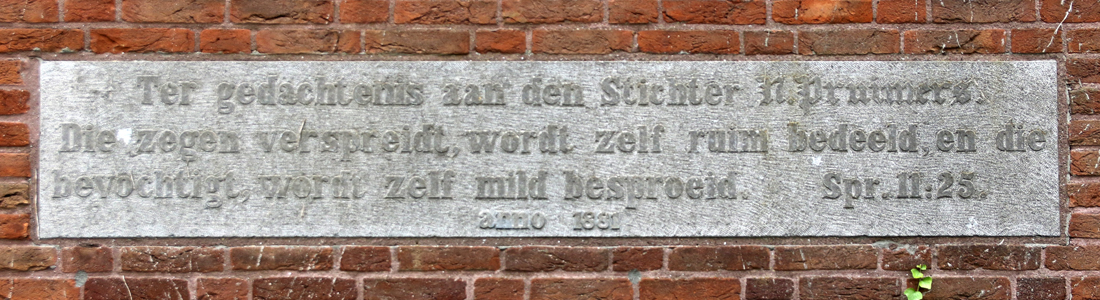 Ter gedachtenis aan den Stichter N. Pruimers.
Die zegen verspreidt, wordt zelf ruim bedeeld, en die
bevochtigt, wordt zelf mild besproeid. Spr. 11:25.
anno 1931